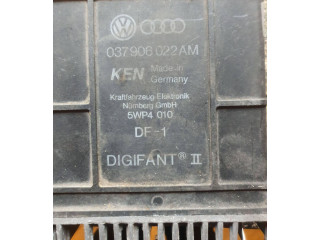 037 906 022 AM
KEN Made in Germany
Kraftfahrzeug-Elektronik
Nürnberg GmbH
5WP4 010
DF-1
DIGIFANT® II